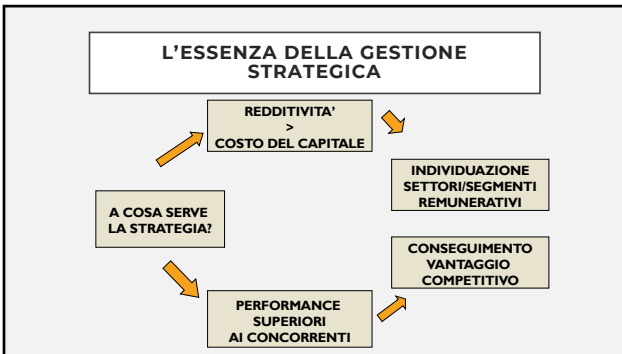 L’ESSENZA DELLA GESTIONE
STRATEGICA
REDDITIVITA’
>
COSTO DEL CAPITALE
INDIVIDUAZIONE
SETTORI/SEGMENTI
REMUNERATIVI
A COSA SERVE
LA STRATEGIA?
CONSEGUIMENTO
VANTAGGIO
COMPETITIVO
PERFORMANCE
SUPERIORI
AI CONCORRENTI